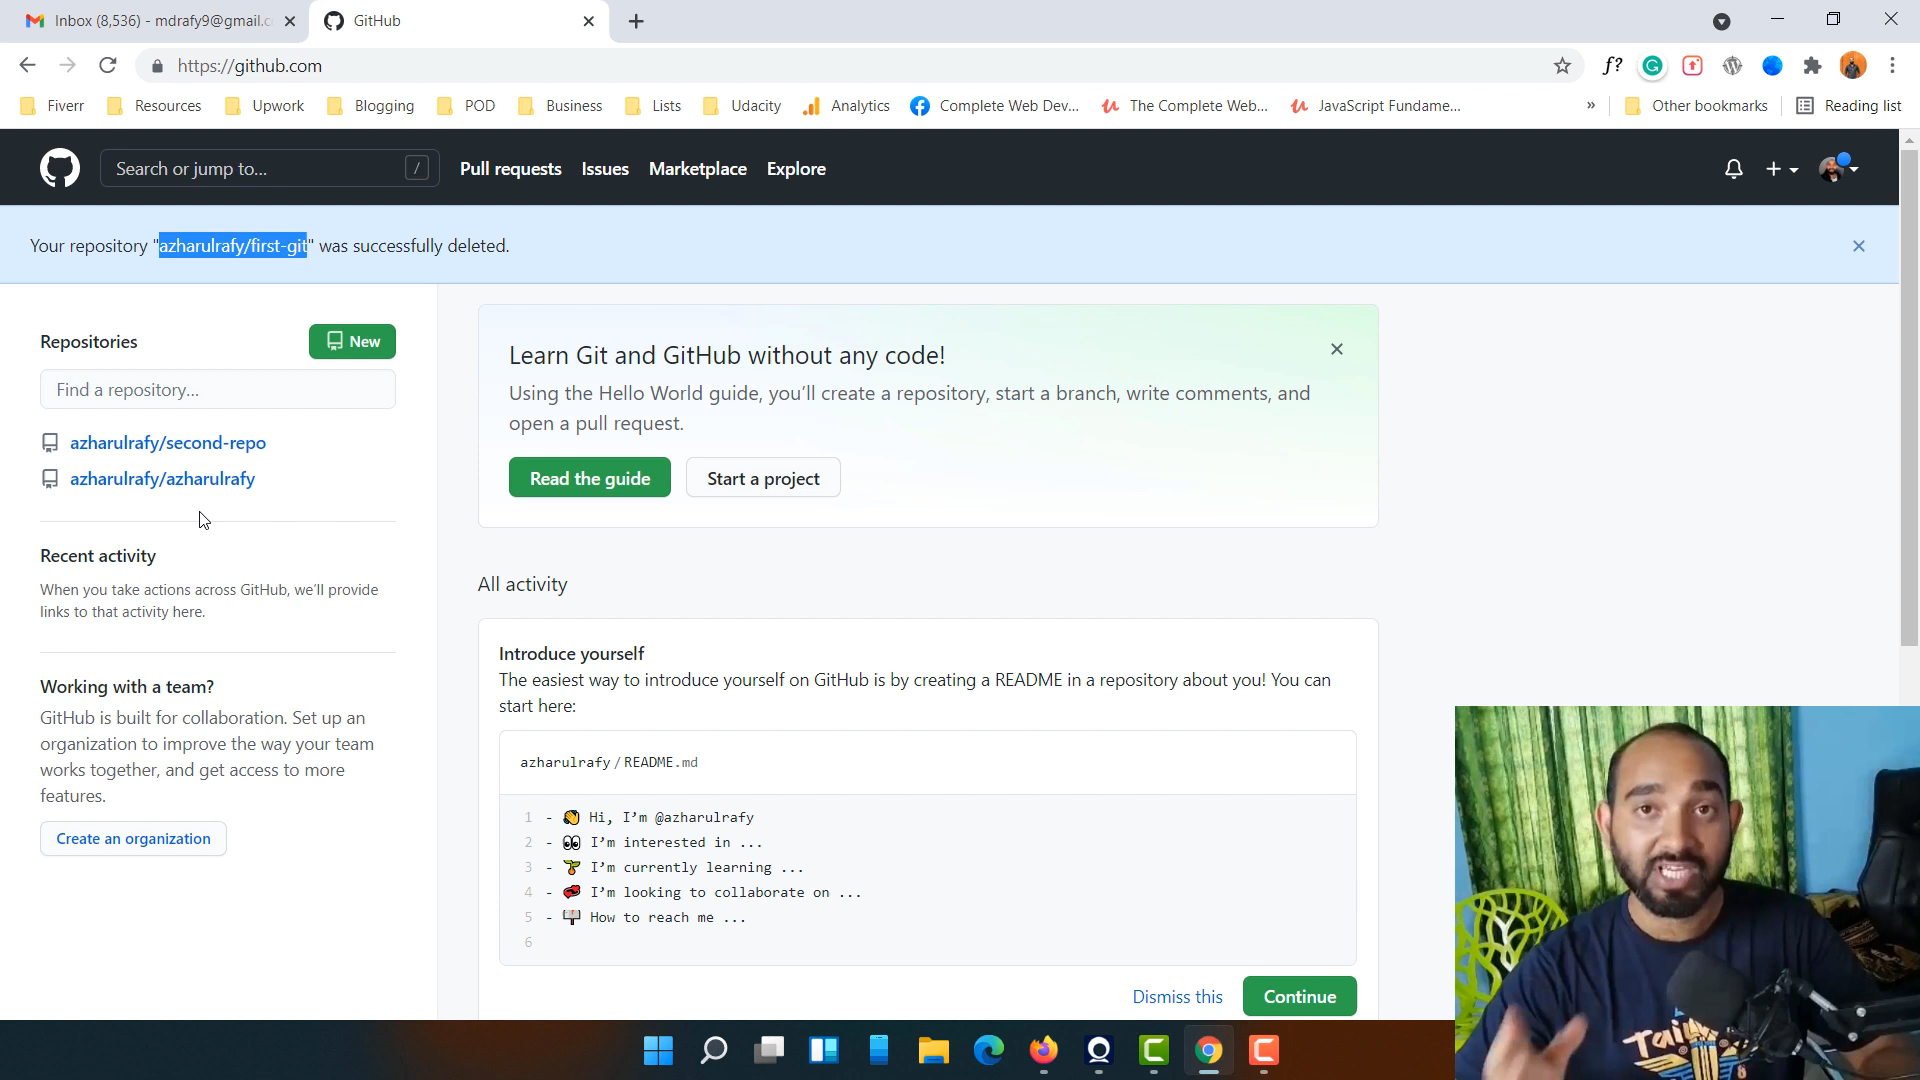 Inbox (8,536) - mdrafy9@gmail.c
GitHub
https://github.com
f?
Fiverr
Resources
Upwork
Blogging
POD
Business
Lists
Udacity
Analytics
Complete Web Dev...
The Complete Web...
JavaScript Fundame...
»
Other bookmarks
Reading list
Search or jump to...
/
Pull requests
Issues
Marketplace
Explore
Your repository "azharulrafy/first-git" was successfully deleted.
Repositories
New
Find a repository...
azharulrafy/second-repo
azharulrafy/azharulrafy
Recent activity
When you take actions across GitHub, we'll provide
links to that activity here.
Working with a team?
GitHub is built for collaboration. Set up an
organization to improve the way your team
works together, and get access to more
features.
Create an organization
Learn Git and GitHub without any code!
Using the Hello World guide, you'll create a repository, start a branch, write comments, and
open a pull request.
Read the guide
Start a project
All activity
Introduce yourself
The easiest way to introduce yourself on GitHub is by creating a README in a repository about you! You can
start here:
azharulrafy / README.md
1 - 👋 Hi, I'm @azharulrafy
2 - 👀 I'm interested in ...
3 - 🌱 I'm currently learning ...
4 - 💞️ I'm looking to collaborate on ...
5 - 📫 How to reach me ...
6
Dismiss this
Continue